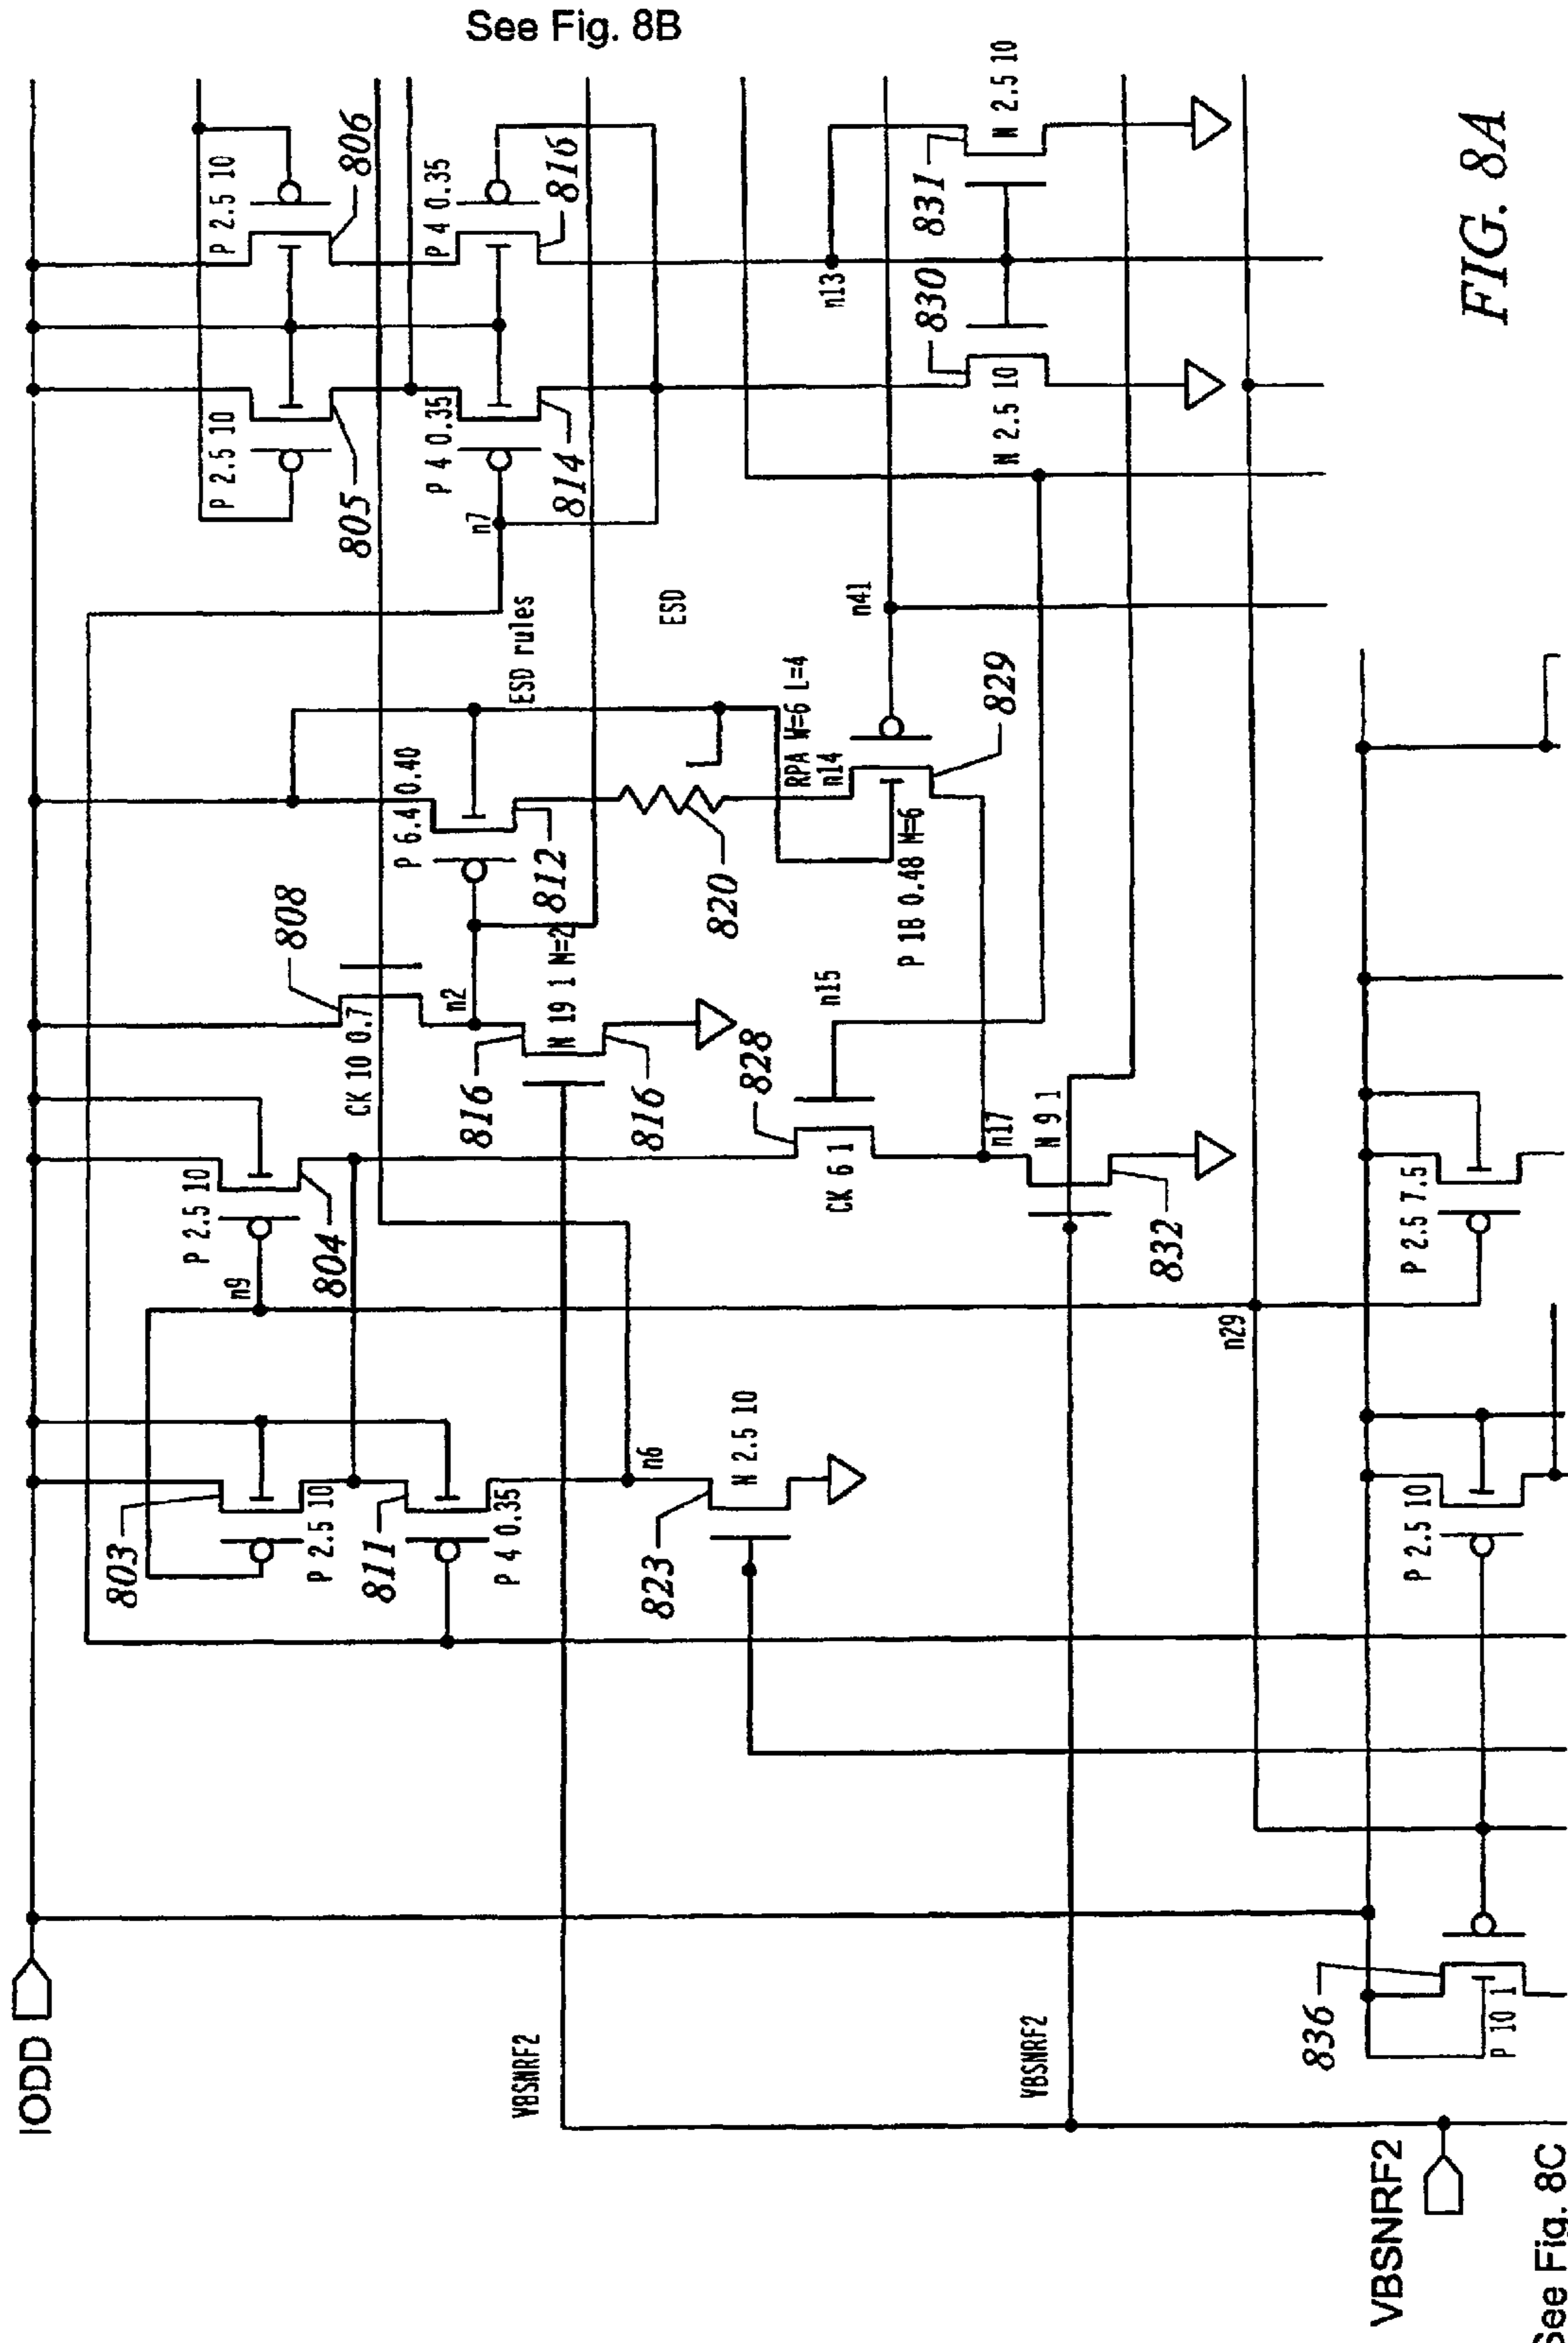 See Fig. 8B
IODD
P 2.5 10
806
P 2.5 10
805
P 4 0.35
816
P 4 0.35
814
n7
803
P 2.5 10
811
P 4 0.35
P 2.5 10
804
n9
CK 10 0.7
808
P 6.4 0.40
812
ESD rules
ESD
n2
816
N 19 1 M=2
816
820
RPA W=6 L=4
n14
P 18 0.48 M=6
829
n41
n13
831
N 2.5 10
830
N 2.5 10
n6
823
N 2.5 10
828
CK 6 1
n15
n17
N 9 1
832
n29
VBSNRF2
VBSNRF2
VBSNRF2
836
P 10 1
P 2.5 10
P 2.5 7.5
See Fig. 8C
FIG. 8A